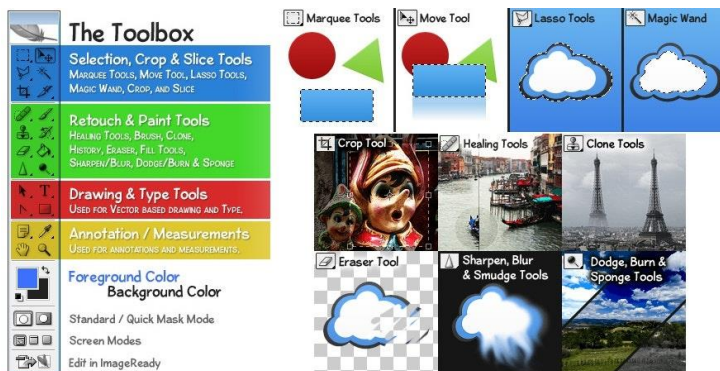 The Toolbox
Selection, Crop & Slice Tools
Marquee Tools, Move Tool, Lasso Tools,
Magic Wand, Crop, and Slice
Retouch & Paint Tools
Healing Tools, Brush, Clone,
History, Eraser, Fill Tools,
Sharpen/Blur, Dodge/Burn & Sponge
Drawing & Type Tools
Used for Vector based drawing and Type.
Annotation / Measurements
Used for annotations and measurements.
Foreground Color
Background Color
Standard / Quick Mask Mode
Screen Modes
Edit in ImageReady
Marquee Tools
Move Tool
Lasso Tools
Magic Wand
Crop Tool
Healing Tools
Clone Tools
Eraser Tool
Sharpen, Blur
& Smudge Tools
Dodge, Burn &
Sponge Tools